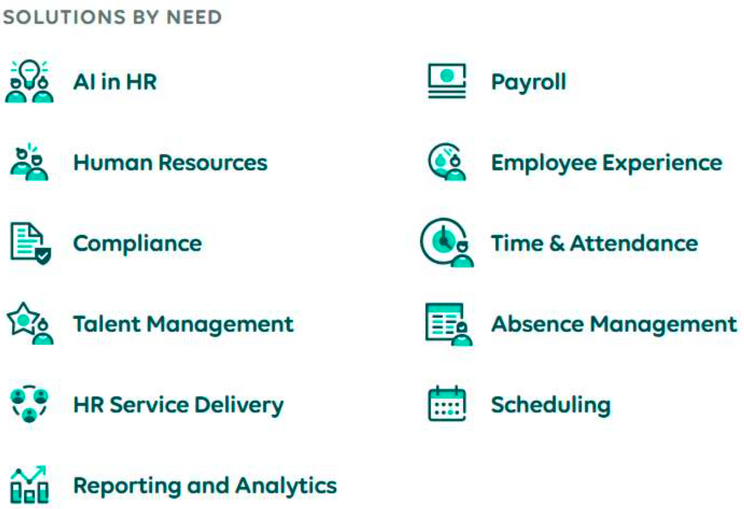 SOLUTIONS BY NEED
AI in HR
Payroll
Human Resources
Employee Experience
Compliance
Time & Attendance
Talent Management
Absence Management
HR Service Delivery
Scheduling
Reporting and Analytics